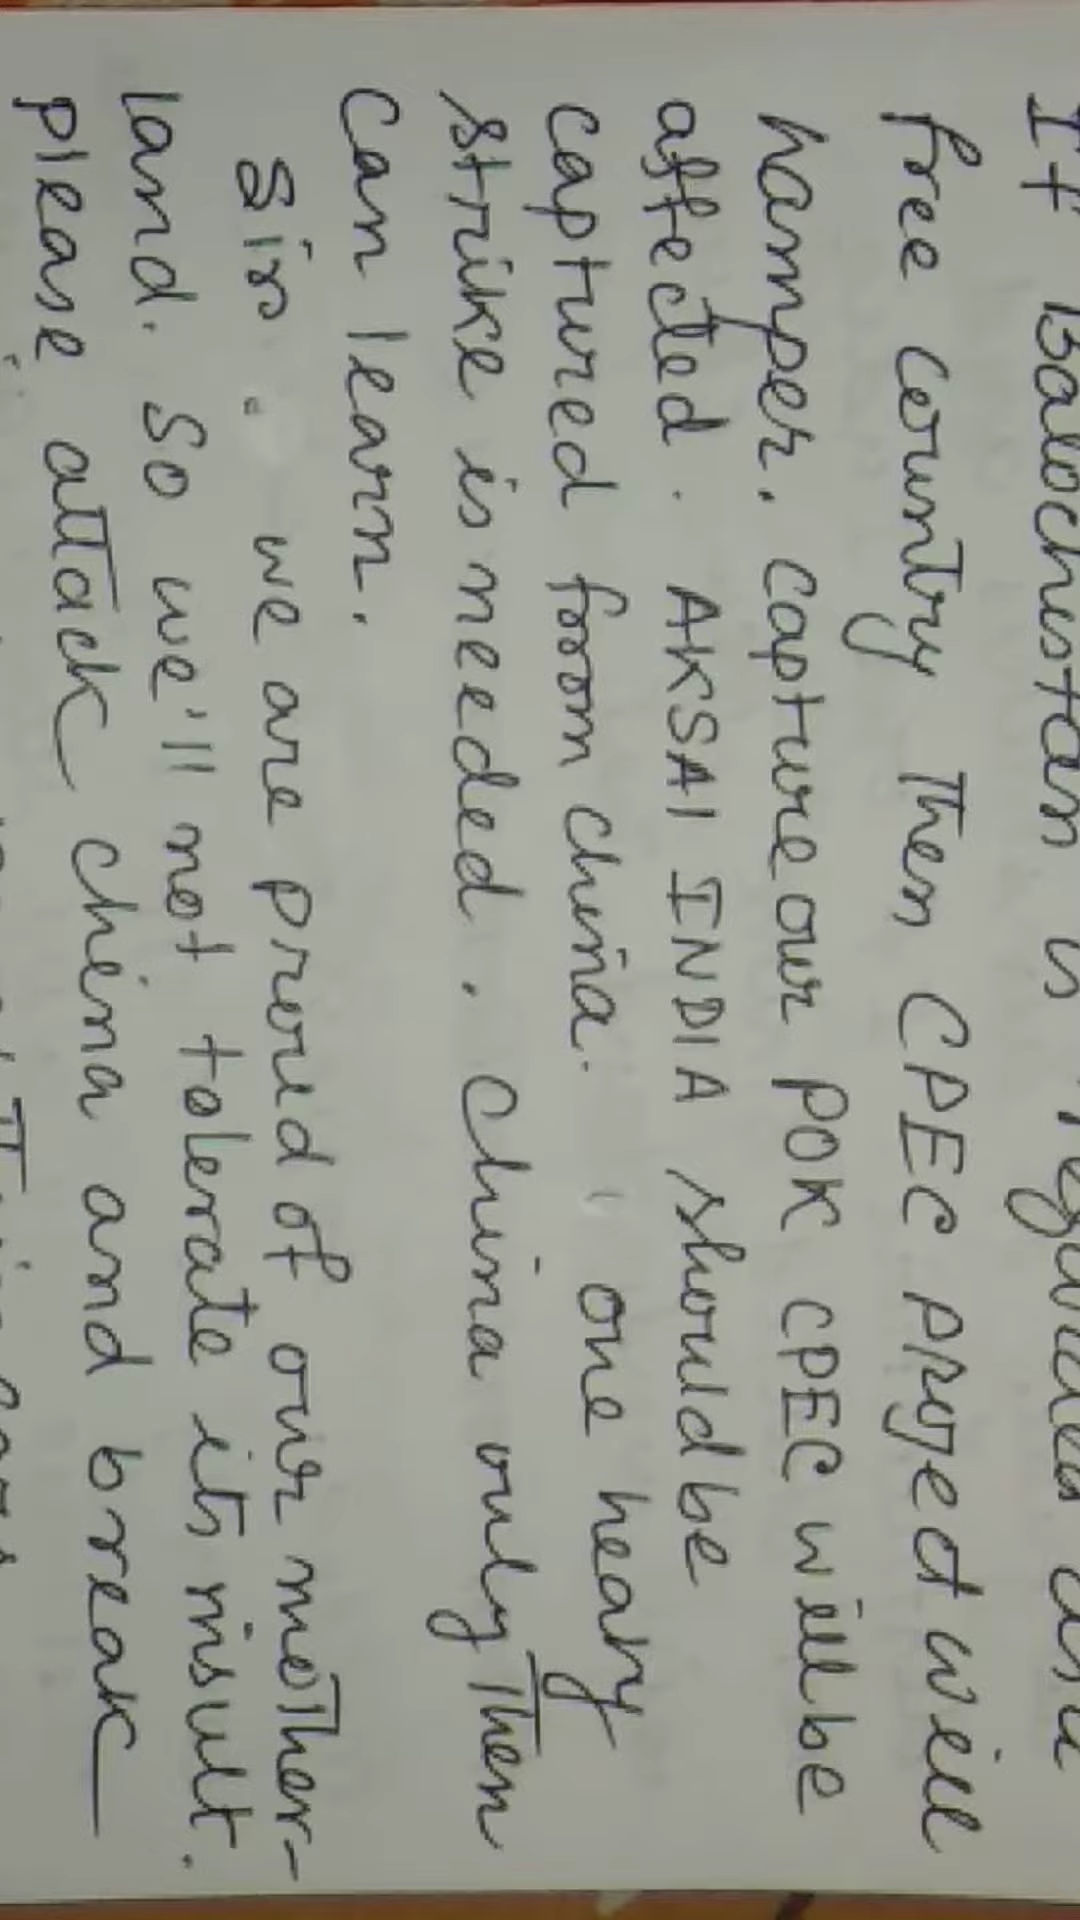 If Balochistan is
free country Then CPEC project will
hamper. Capture our POK CPEC will be
affected. AKSAI INDIA should be
captured from china. one heavy
strike is needed. China only Then
Can learn.
Sir. we are proud of our mother-
land. So we'll not tolerate its insult.
please attack china and break